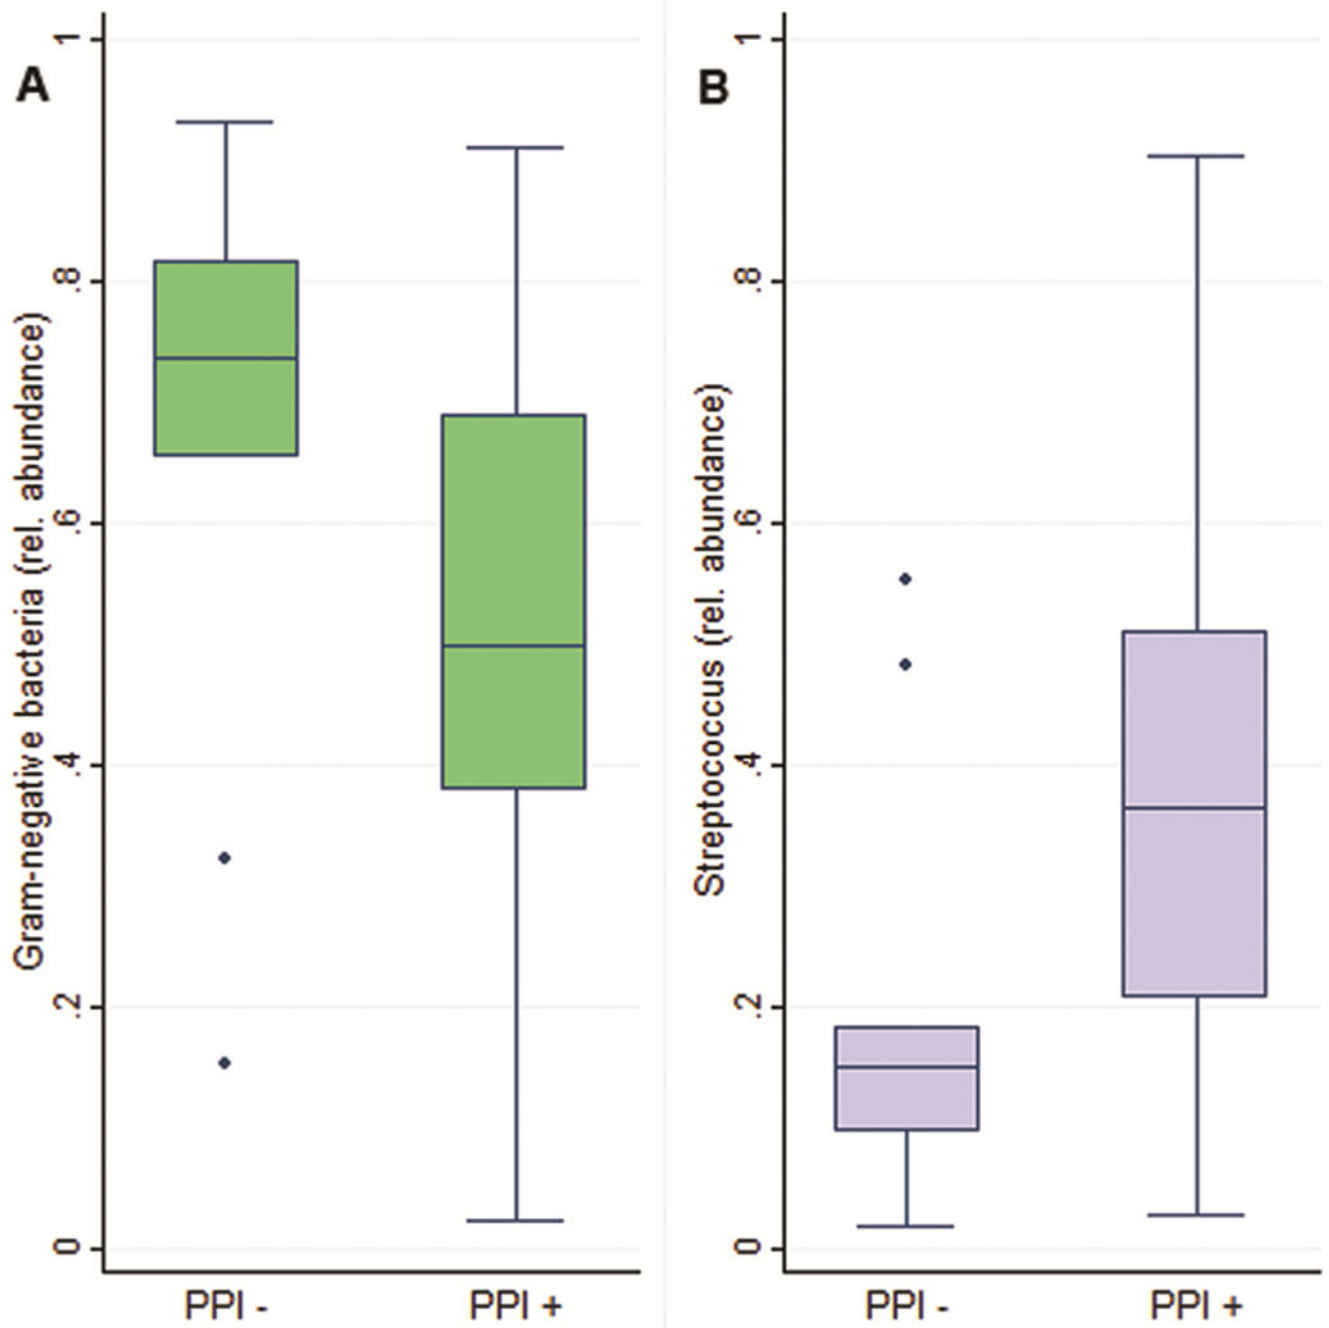 A
Gram-negative bacteria (rel. abundance)
1
.8
.6
.4
.2
0
PPI -
PPI +
B
Streptococcus (rel. abundance)
1
.8
.6
.4
.2
0
PPI -
PPI +